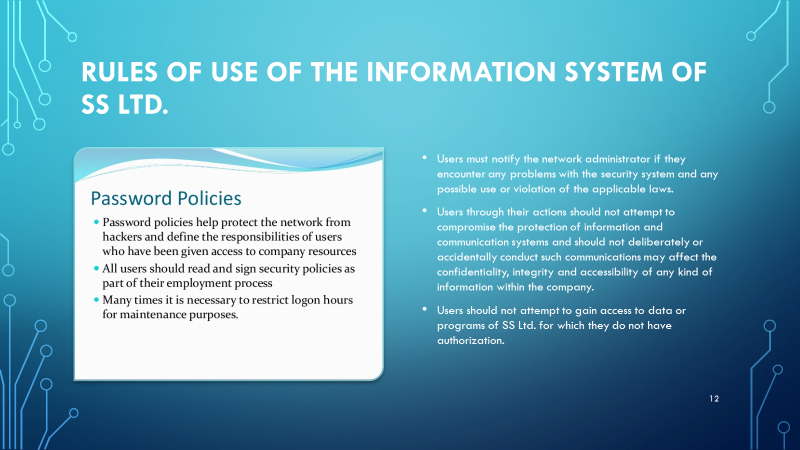 RULES OF USE OF THE INFORMATION SYSTEM OF
SS LTD.
Password Policies
• Password policies help protect the network from
hackers and define the responsibilities of users
who have been given access to company resources
• All users should read and sign security policies as
part of their employment process
• Many times it is necessary to restrict logon hours
for maintenance purposes.
• Users must notify the network administrator if they
encounter any problems with the security system and any
possible use or violation of the applicable laws.
• Users through their actions should not attempt to
compromise the protection of information and
communication systems and should not deliberately or
accidentally conduct such communications may affect the
confidentiality, integrity and accessibility of any kind of
information within the company.
• Users should not attempt to gain access to data or
programs of SS Ltd. for which they do not have
authorization.
12